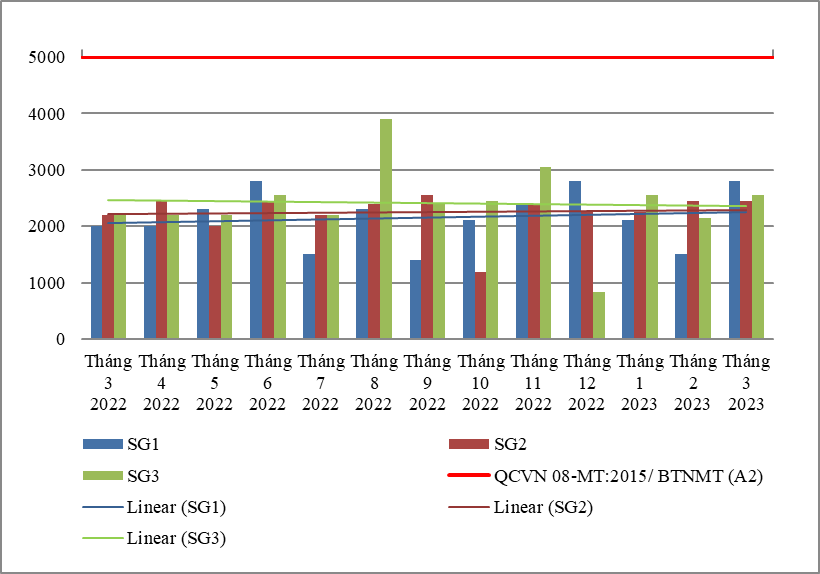 5000
4000
3000
2000
1000
0
Tháng Tháng Tháng Tháng Tháng Tháng Tháng Tháng Tháng Tháng Tháng Tháng Tháng
3 4 5 6 7 8 9 10 11 12 1 2 3
2022 2022 2022 2022 2022 2022 2022 2022 2022 2022 2023 2023 2023
SG1 SG2
SG3 QCVN 08-MT:2015/ BTNMT (A2)
Linear (SG1) Linear (SG2)
Linear (SG3)